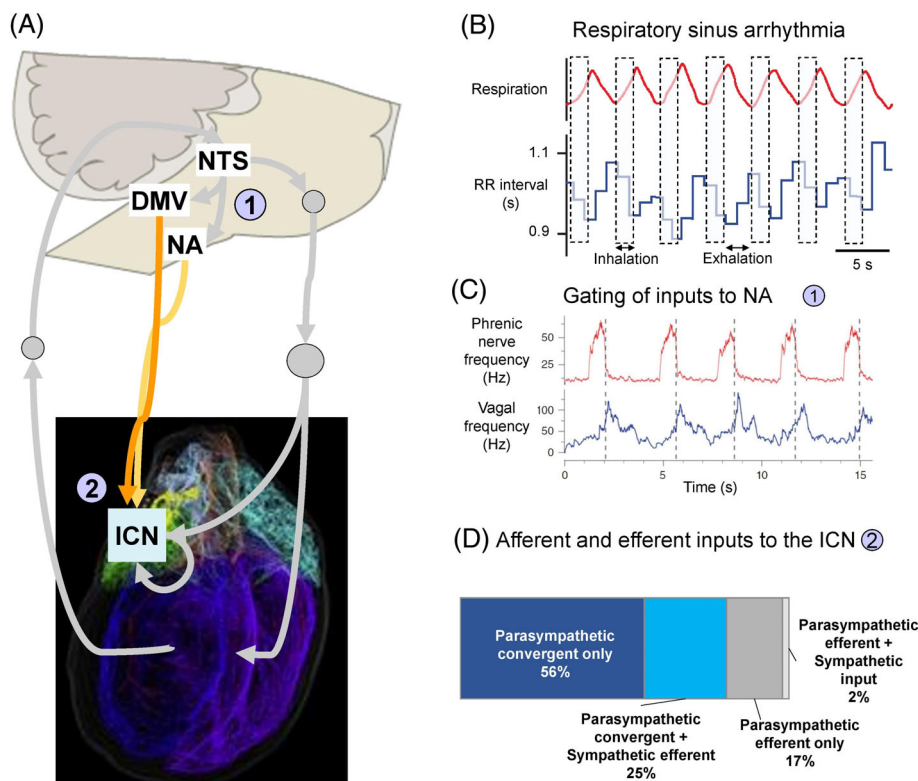 (A)
NTS
DMV
1
NA
2
ICN
(B)
Respiratory sinus arrhythmia
Respiration
1.1
RR interval
(s)
0.9
Inhalation
Exhalation
5 s
(C)
Gating of inputs to NA
1
Phrenic
nerve
frequency
(Hz)
50
25
Vagal
frequency
(Hz)
100
50
0
0
5
10
15
Time (s)
(D)
Afferent and efferent inputs to the ICN
2
Parasympathetic
convergent only
56%
Parasympathetic
convergent +
Sympathetic efferent
25%
Parasympathetic
efferent only
17%
Parasympathetic
efferent +
Sympathetic
input
2%